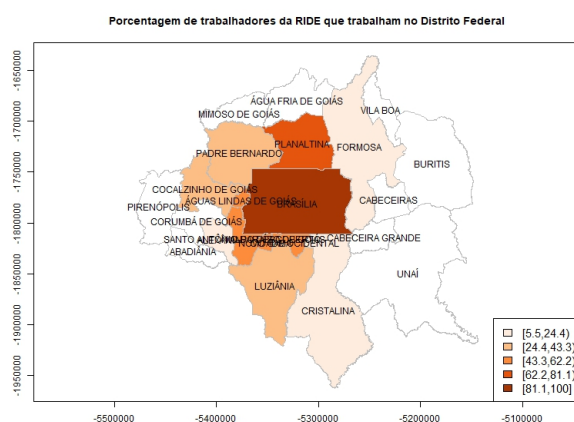 Porcentagem de trabalhadores da RIDE que trabalham no Distrito Federal
-1650000
-1700000
-1750000
-1800000
-1850000
-1900000
-1950000
ÁGUA FRIA DE GOIÁS
MIMOSO DE GOIÁS
VILA BOA
PLANALTINA
PADRE BERNARDO
FORMOSA
BURITIS
COCALZINHO DE GOIÁS
ÁGUAS LINDAS DE GOIÁS
BRASÍLIA
CABECEIRAS
PIRENÓPOLIS
CORUMBÁ DE GOIÁS
SANTO ANTÔNIO
OCIDENTAL
CABECEIRA GRANDE
ABADIÂNIA
UNAÍ
LUZIÂNIA
CRISTALINA
[5.5,24.4)
[24.4,43.3)
[43.3,62.2)
[62.2,81.1)
[81.1,100]
-5500000 -5400000 -5300000 -5200000 -5100000